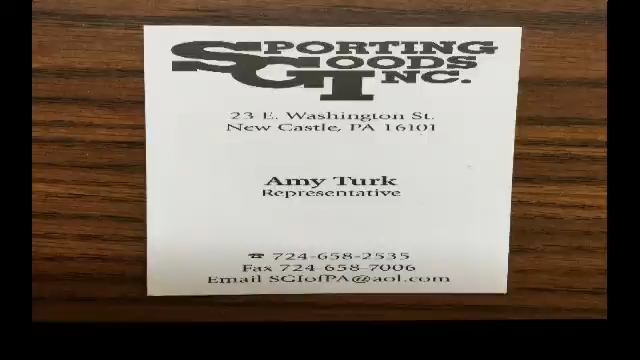 SPORTING
GOODS
INC.
23 E. Washington St.
New Castle, PA 16101
Amy Turk
Representative
☎ 724-658-2535
Fax 724-658-7006
Email SGIofPA@aol.com